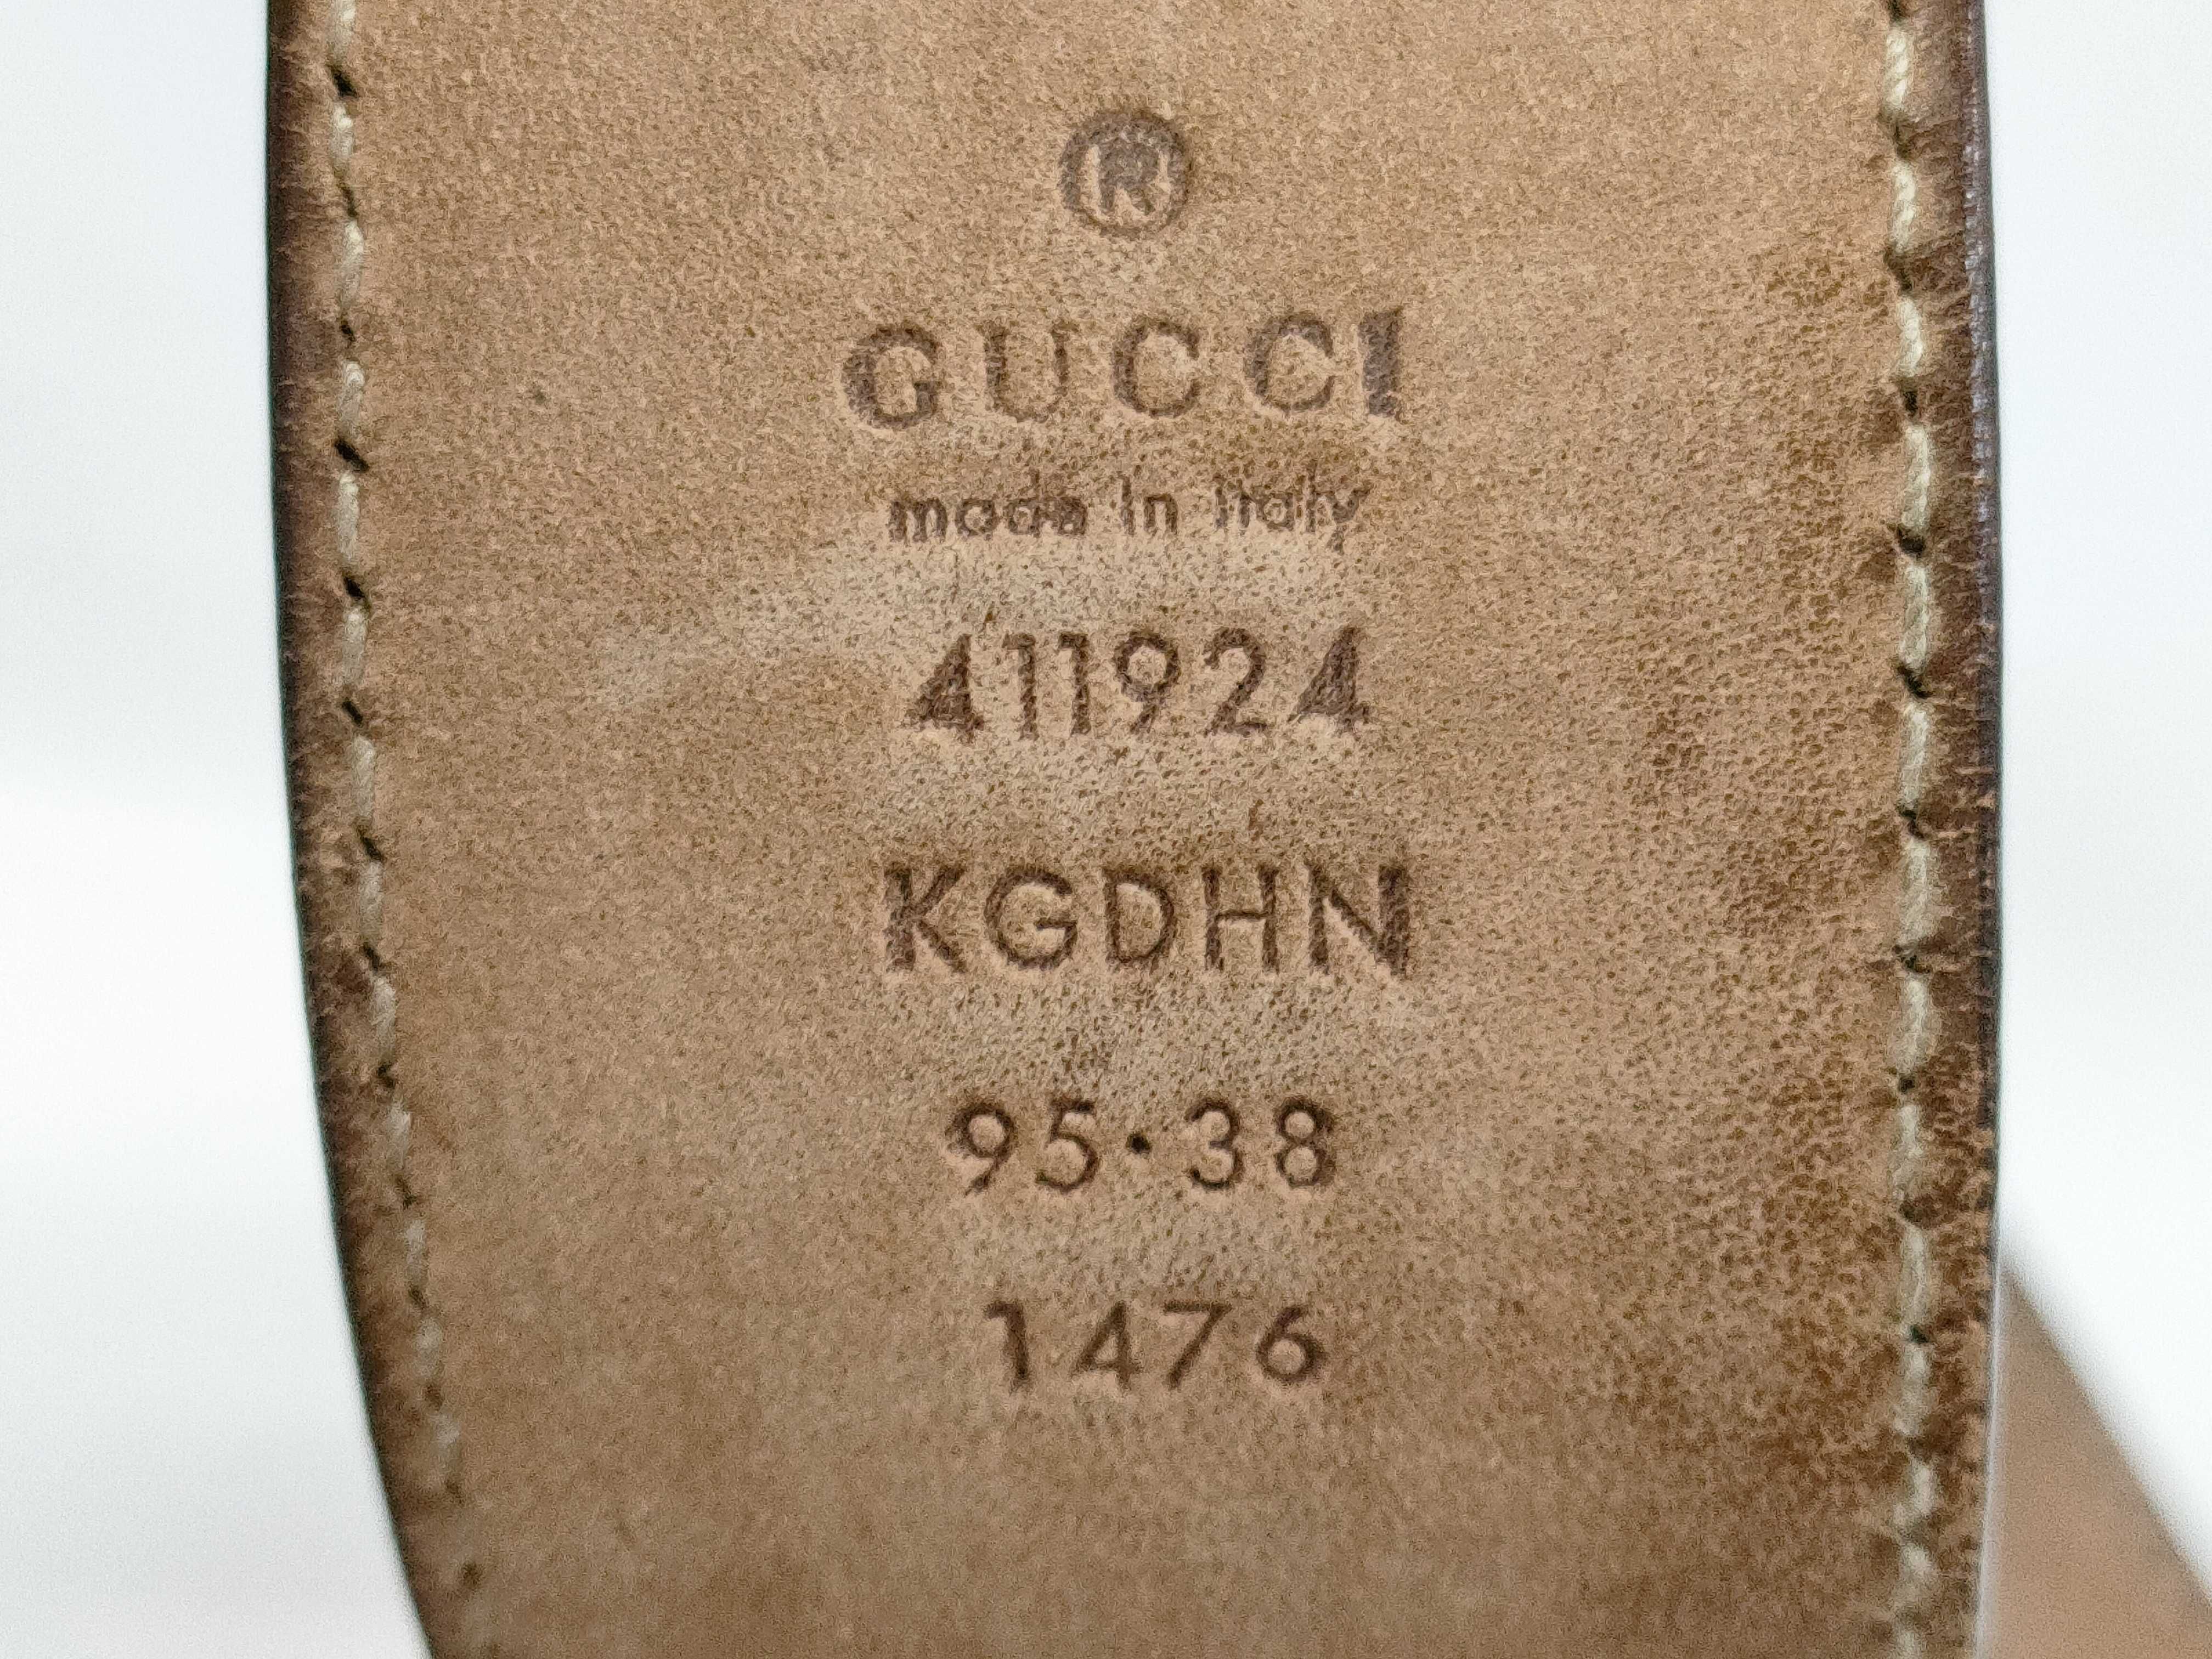 ®
GUCCI
made in italy
411924
KGDHN
95·38
1476